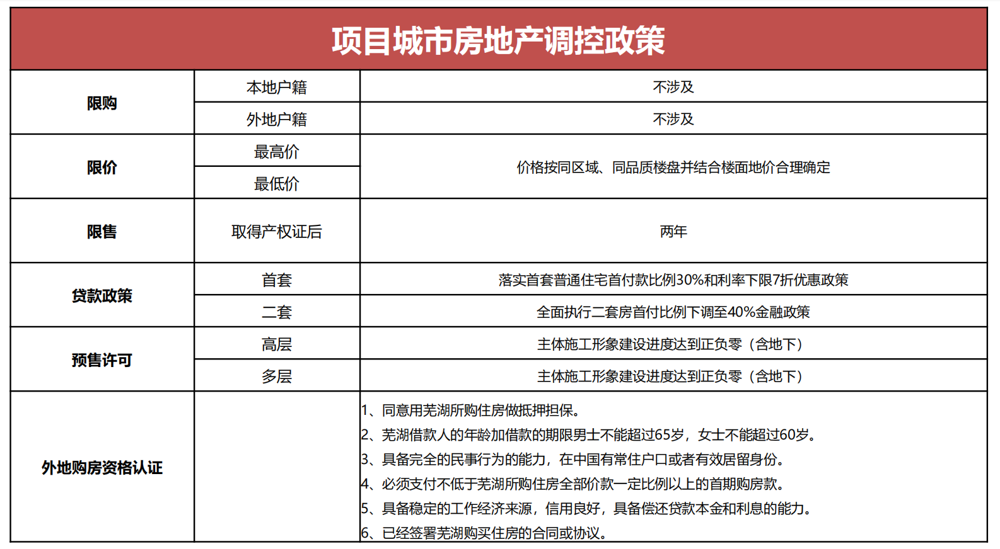 项目城市房地产调控政策
限购
本地户籍
不涉及
外地户籍
不涉及
限价
最高价
最低价
价格按同区域、同品质楼盘并结合楼面地价合理确定
限售
取得产权证后
两年
贷款政策
首套
落实首套普通住宅首付款比例30%和利率下限7折优惠政策
二套
全面执行二套房首付比例下调至40%金融政策
预售许可
高层
主体施工形象建设进度达到正负零（含地下）
多层
主体施工形象建设进度达到正负零（含地下）
外地购房资格认证
1、同意用芜湖所购住房做抵押担保。
2、芜湖借款人的年龄加借款的期限男士不能超过65岁，女士不能超过60岁。
3、具备完全的民事行为的能力，在中国有常住户口或者有效居留身份。
4、必须支付不低于芜湖所购住房全部价款一定比例以上的首期购房款。
5、具备稳定的工作经济来源，信用良好，具备偿还贷款本金和利息的能力。
6、已经签署芜湖购买住房的合同或协议。